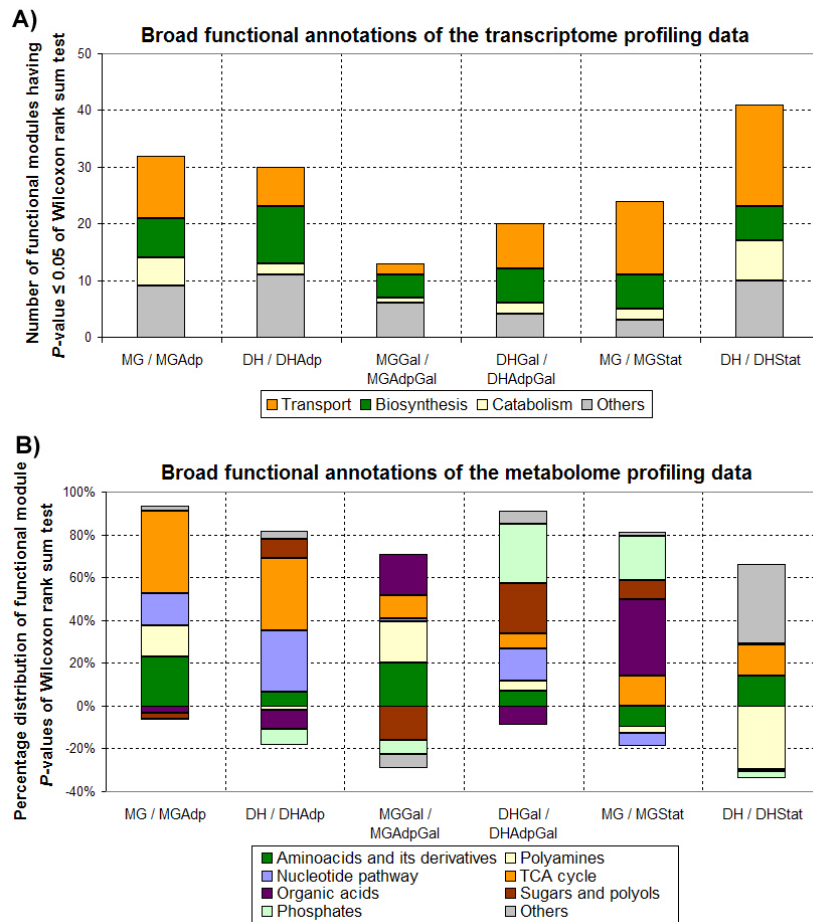 A)
Broad functional annotations of the transcriptome profiling data
Number of functional modules having
P-value ≤ 0.05 of Wilcoxon rank sum test
50
40
30
20
10
0
MG / MGAdp
DH / DHAdp
MGGal /
MGAdpGal
DHGal /
DHAdpGal
MG / MGStat
DH / DHStat
Transport Biosynthesis Catabolism Others
B)
Broad functional annotations of the metabolome profiling data
Percentage distribution of functional module
P-values of Wilcoxon rank sum test
100%
80%
60%
40%
20%
0%
-20%
-40%
MG / MGAdp
DH / DHAdp
MGGal /
MGAdpGal
DHGal /
DHAdpGal
MG / MGStat
DH / DHStat
Aminoacids and its derivatives Polyamines
Nucleotide pathway TCA cycle
Organic acids Sugars and polyols
Phosphates Others